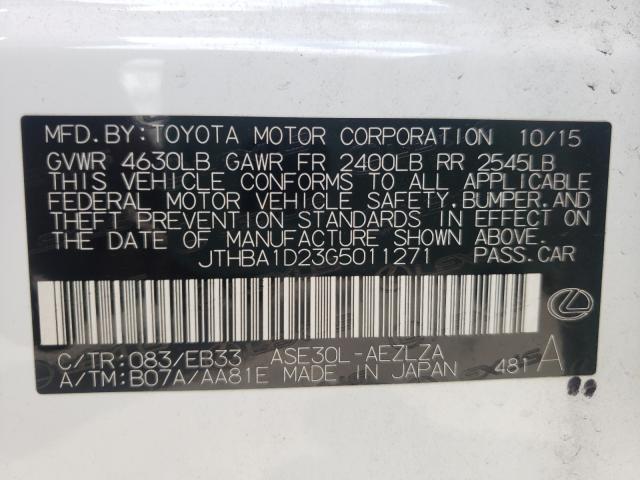 MFD.BY:TOYOTA MOTOR CORPORATION 10/15
GVWR 4630LB GAWR FR 2400LB RR 2545LB
THIS VEHICLE CONFORMS TO ALL APPLICABLE
FEDERAL MOTOR VEHICLE SAFETY,BUMPER,AND
THEFT PREVENTION STANDARDS IN EFFECT ON
THE DATE OF MANUFACTURE SHOWN ABOVE.
JTHBA1D23G5011271 PASS.CAR
C/TR:083/EB33 ASE30L-AEZLZA
A/TM:B07A/AA81E MADE IN JAPAN 481 A